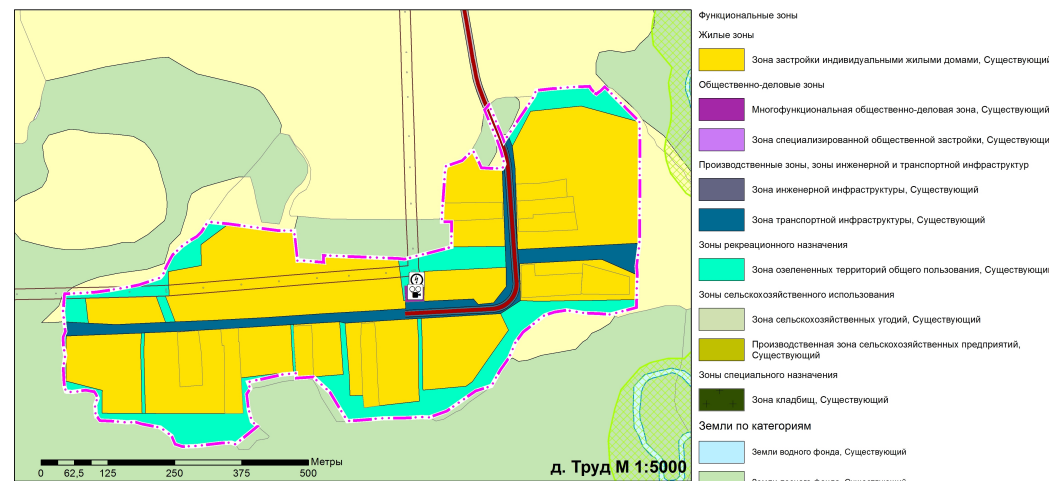 Функциональные зоны
Жилые зоны
Зона застройки индивидуальными жилыми домами, Существующий
Общественно-деловые зоны
Многофункциональная общественно-деловая зона, Существующий
Зона специализированной общественной застройки, Существующий
Производственные зоны, зоны инженерной и транспортной инфраструктур
Зона инженерной инфраструктуры, Существующий
Зона транспортной инфраструктуры, Существующий
Зоны рекреационного назначения
Зона озелененных территорий общего пользования, Существующий
Зоны сельскохозяйственного использования
Зона сельскохозяйственных угодий, Существующий
Производственная зона сельскохозяйственных предприятий,
Существующий
Зоны специального назначения
Зона кладбищ, Существующий
Земли по категориям
Земли водного фонда, Существующий
Метры
0 62,5 125 250 375 500
д. Труд М 1:5000